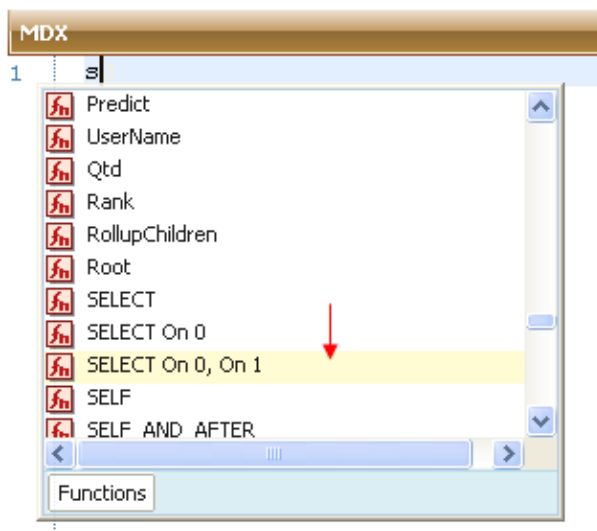 MDX
1 s
Predict
UserName
Qtd
Rank
RollupChildren
Root
SELECT
SELECT On 0
SELECT On 0, On 1
SELF
SELF_AND_AFTER
Functions